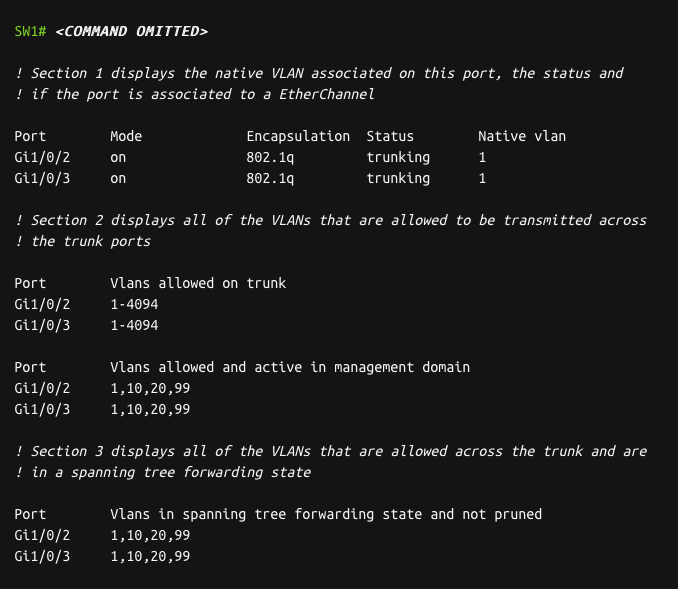 SW1# <COMMAND OMITTED>
! Section 1 displays the native VLAN associated on this port, the status and
! if the port is associated to a EtherChannel
Port        Mode             Encapsulation  Status        Native vlan
Gi1/0/2     on               802.1q         trunking      1
Gi1/0/3     on               802.1q         trunking      1
! Section 2 displays all of the VLANs that are allowed to be transmitted across
! the trunk ports
Port        Vlans allowed on trunk
Gi1/0/2     1-4094
Gi1/0/3     1-4094
Port        Vlans allowed and active in management domain
Gi1/0/2     1,10,20,99
Gi1/0/3     1,10,20,99
! Section 3 displays all of the VLANs that are allowed across the trunk and are
! in a spanning tree forwarding state
Port        Vlans in spanning tree forwarding state and not pruned
Gi1/0/2     1,10,20,99
Gi1/0/3     1,10,20,99